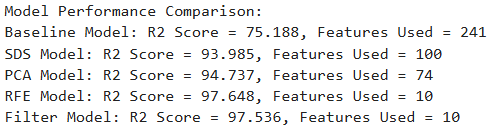 Model Performance Comparison:
Baseline Model: R2 Score = 75.188, Features Used = 241
SDS Model: R2 Score = 93.985, Features Used = 100
PCA Model: R2 Score = 94.737, Features Used = 74
RFE Model: R2 Score = 97.648, Features Used = 10
Filter Model: R2 Score = 97.536, Features Used = 10